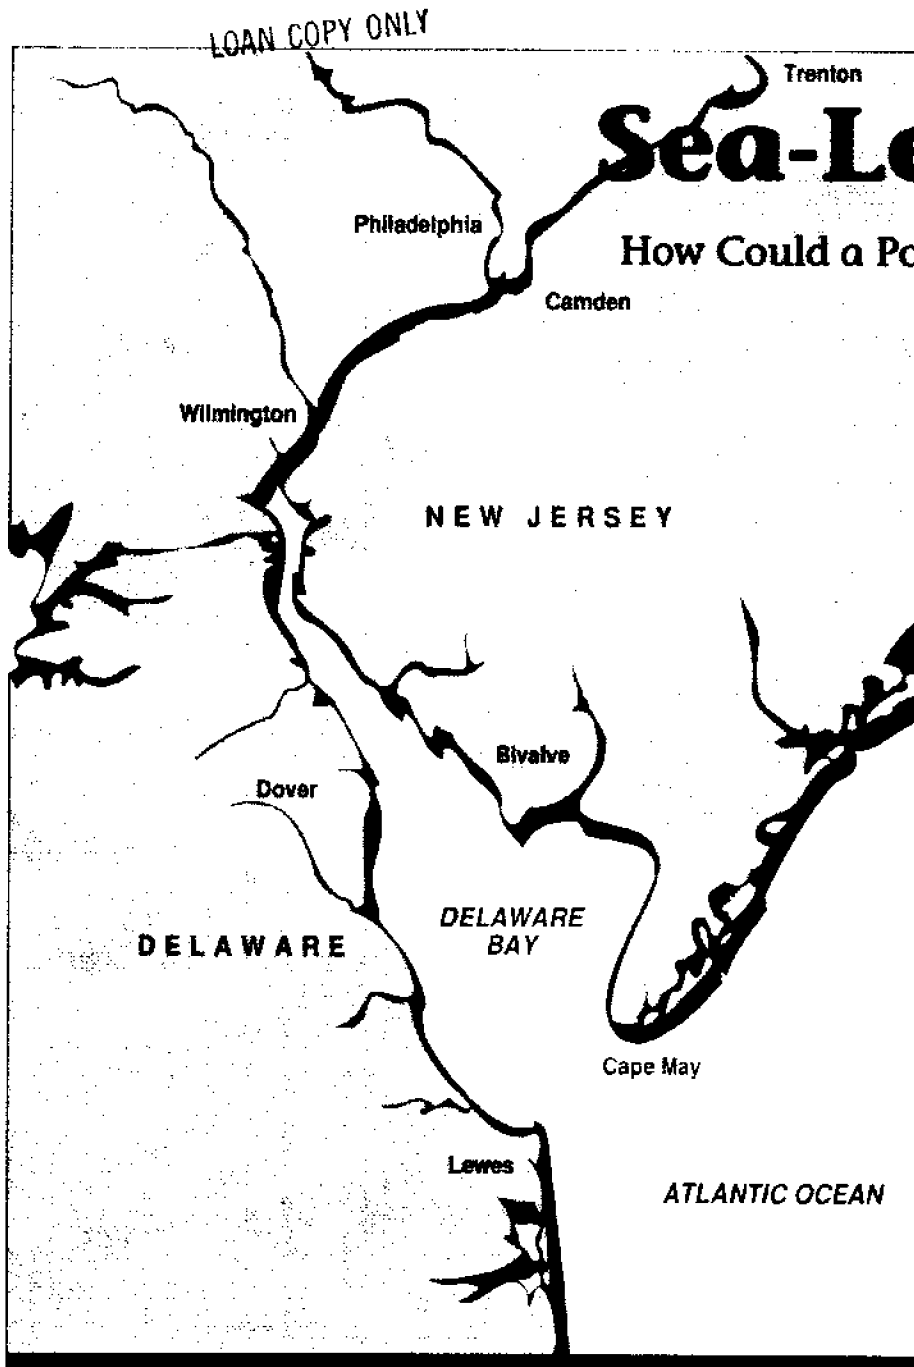 LOAN COPY ONLY
Trenton
Sea-Le
Philadelphia
How Could a Po
Camden
Wilmington
NEW JERSEY
Bivalve
Dover
DELAWARE
BAY
DELAWARE
Cape May
Lewes
ATLANTIC OCEAN